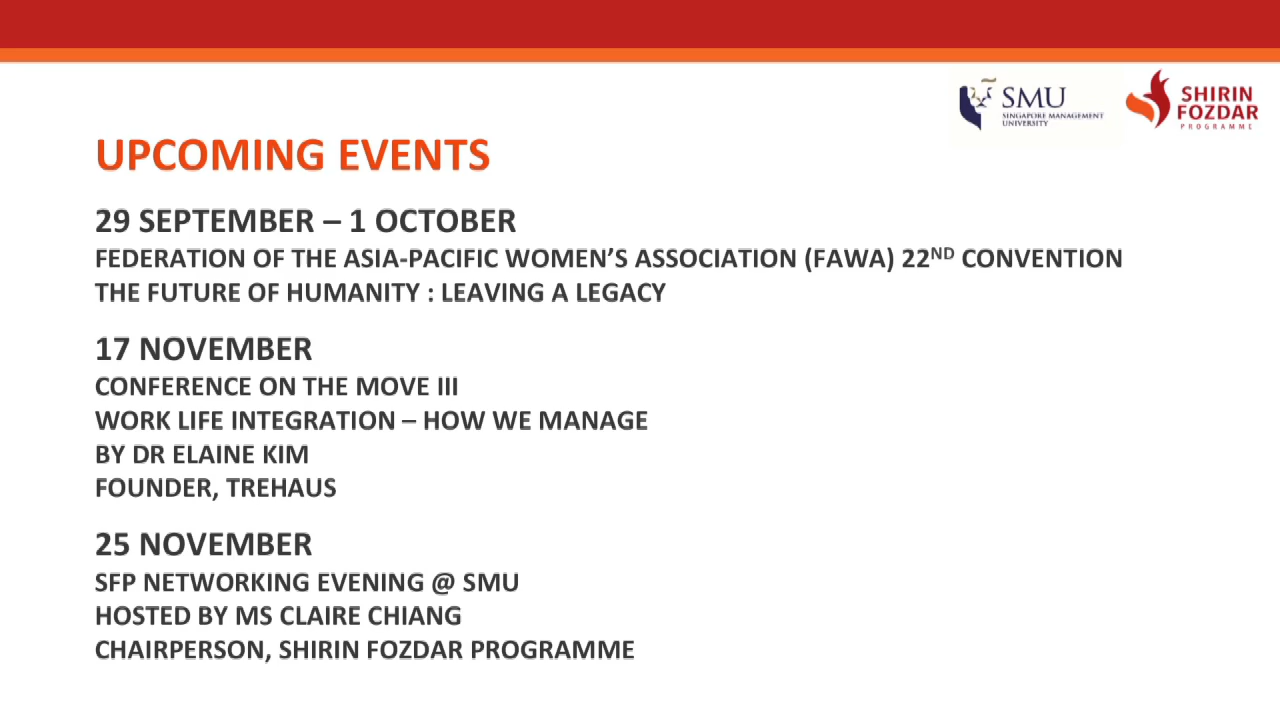 SMU
SINGAPORE MANAGEMENT
UNIVERSITY
SHIRIN
FOZDAR
PROGRAMME
UPCOMING EVENTS
29 SEPTEMBER – 1 OCTOBER
FEDERATION OF THE ASIA-PACIFIC WOMEN’S ASSOCIATION (FAWA) 22ND CONVENTION
THE FUTURE OF HUMANITY : LEAVING A LEGACY
17 NOVEMBER
CONFERENCE ON THE MOVE III
WORK LIFE INTEGRATION – HOW WE MANAGE
BY DR ELAINE KIM
FOUNDER, TREHAUS
25 NOVEMBER
SFP NETWORKING EVENING @ SMU
HOSTED BY MS CLAIRE CHIANG
CHAIRPERSON, SHIRIN FOZDAR PROGRAMME